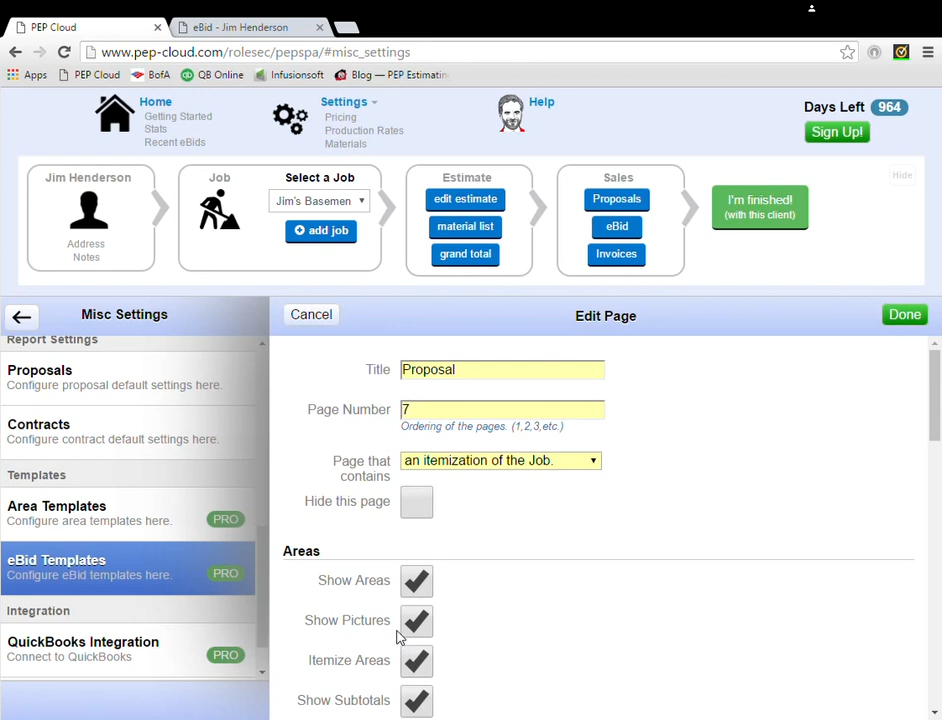 PEP Cloud
eBid - Jim Henderson
www.pep-cloud.com/rolesec/pepspa/#misc_settings
Apps PEP Cloud BofA QB Online Infusionsoft Blog — PEP Estimatin
Home
Getting Started
Stats
Recent eBids
Settings
Pricing
Production Rates
Materials
Help
Days Left 964
Sign Up!
Jim Henderson
Address
Notes
Job
Select a Job
Jim's Basemen
add job
Estimate
edit estimate
material list
grand total
Sales
Proposals
eBid
Invoices
I'm finished!
(with this client)
Hide
Misc Settings
Report Settings
Proposals
Configure proposal default settings here.
Contracts
Configure contract default settings here.
Templates
Area Templates
Configure area templates here. PRO
eBid Templates
Configure eBid templates here. PRO
Integration
QuickBooks Integration
Connect to QuickBooks PRO
Cancel Edit Page Done
Title Proposal
Page Number 7
Ordering of the pages. (1,2,3,etc.)
Page that an itemization of the Job.
contains
Hide this page
Areas
Show Areas
Show Pictures
Itemize Areas
Show Subtotals